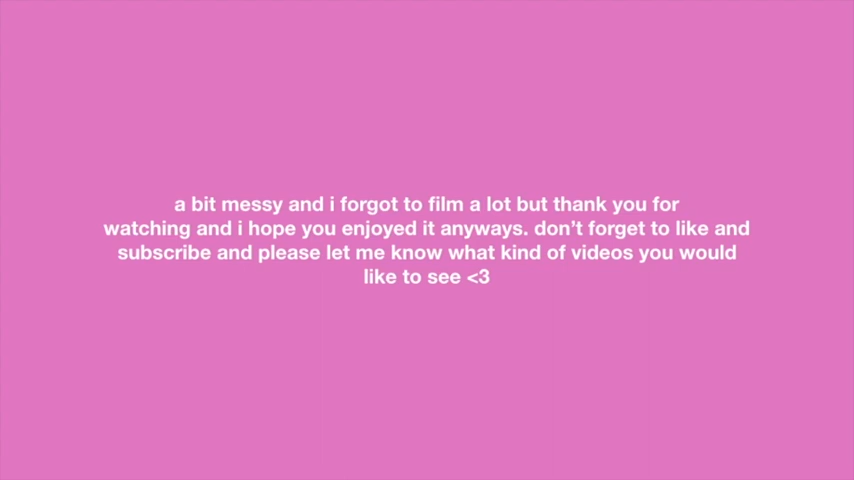 a bit messy and i forgot to film a lot but thank you for
watching and i hope you enjoyed it anyways. don’t forget to like and
subscribe and please let me know what kind of videos you would
like to see <3